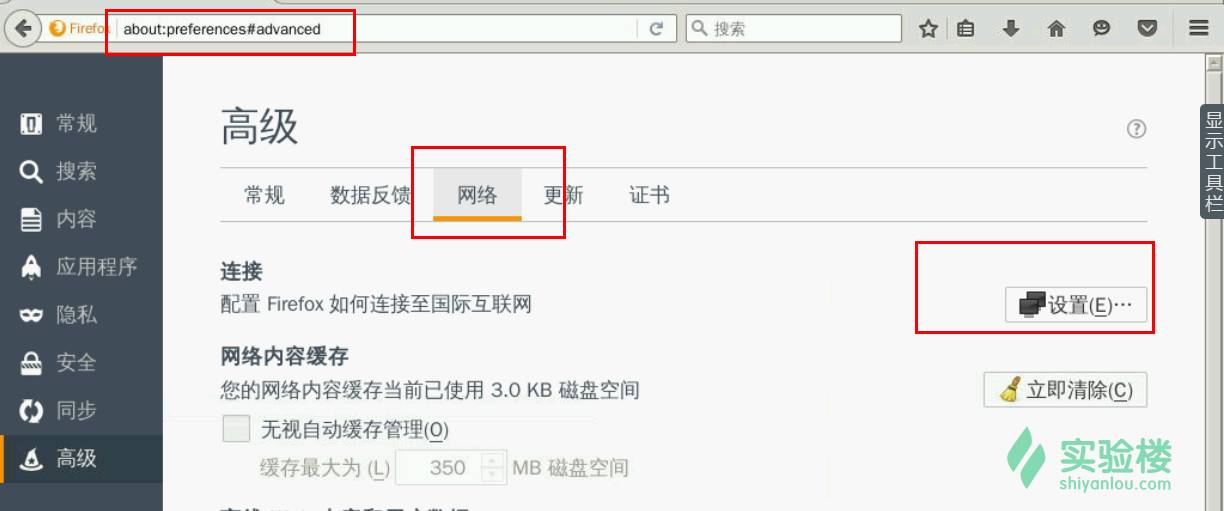 Firefox about:preferences#advanced 搜索
常规
搜索
内容
应用程序
隐私
安全
同步
高级
高级
常规 数据反馈 网络 更新 证书
连接
配置 Firefox 如何连接至国际互联网
设置(E)…
网络内容缓存
您的网络内容缓存当前已使用 3.0 KB 磁盘空间
立即清除(C)
无视自动缓存管理(O)
缓存最大为 (L) 350 MB 磁盘空间
显示工具栏
实验楼
shiyanlou.com